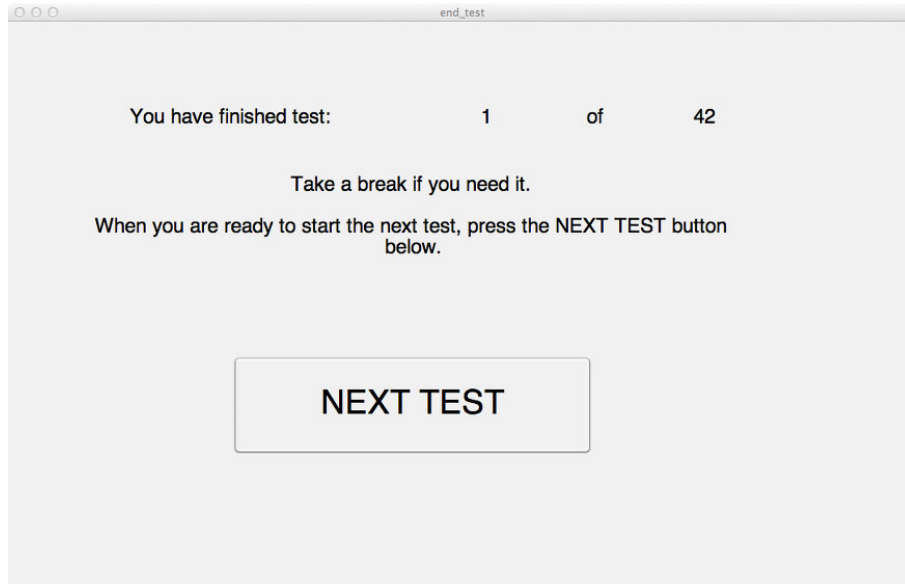 end_test
You have finished test: 1 of 42
Take a break if you need it.
When you are ready to start the next test, press the NEXT TEST button
below.
NEXT TEST